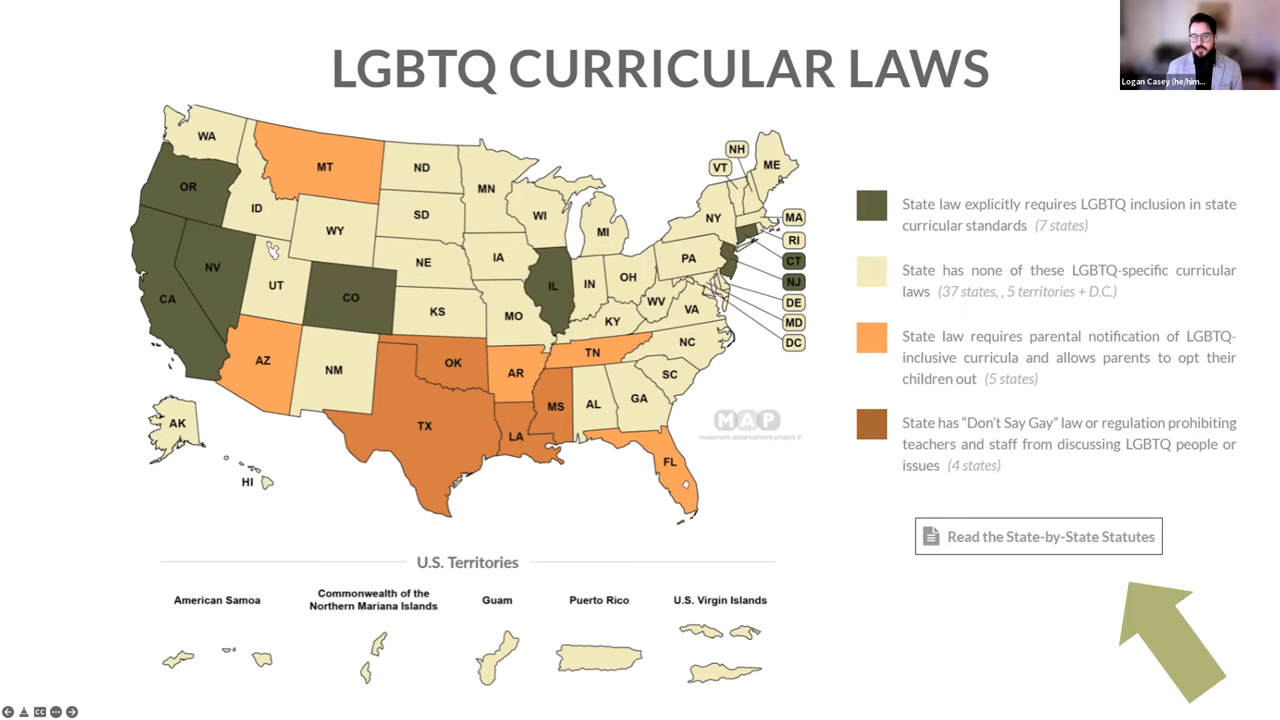 LGBTQ CURRICULAR LAWS
Logan Casey (he/him...
WA
MT
ND
MN
OR
ID
SD
WI
WY
MI
NH
VT
ME
NY
MA
RI
CT
NJ
DE
MD
DC
NV
UT
CO
NE
IA
IL
IN
OH
PA
CA
KS
MO
KY
WV
VA
AZ
NM
OK
AR
TN
NC
SC
TX
LA
MS
AL
GA
FL
AK
HI
MAP
movement advancement project
State law explicitly requires LGBTQ inclusion in state
curricular standards (7 states)
State has none of these LGBTQ-specific curricular
laws (37 states, , 5 territories + D.C.)
State law requires parental notification of LGBTQ-
inclusive curricula and allows parents to opt their
children out (5 states)
State has “Don't Say Gay” law or regulation prohibiting
teachers and staff from discussing LGBTQ people or
issues (4 states)
Read the State-by-State Statutes
U.S. Territories
American Samoa
Commonwealth of the
Northern Mariana Islands
Guam
Puerto Rico
U.S. Virgin Islands
CC